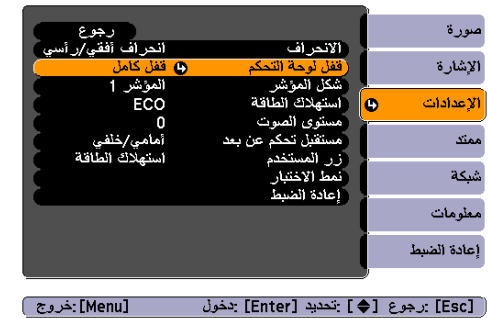 صورة
الإشارة
الإعدادات
ممتد
شبكة
معلومات
إعادة الضبط
رجوع
الانحراف انحراف أفقي/رأسي
قفل لوحة التحكم قفل كامل
شكل المؤشر المؤشر 1
استهلاك الطاقة ECO
مستوى الصوت 0
مستقبل تحكم عن بعد أمامي/خلفي
زر المستخدم استهلاك الطاقة
نمط الاختبار
إعادة الضبط
[Esc] :رجوع [♦] :تحديد [Enter] :دخول [Menu] :خروج